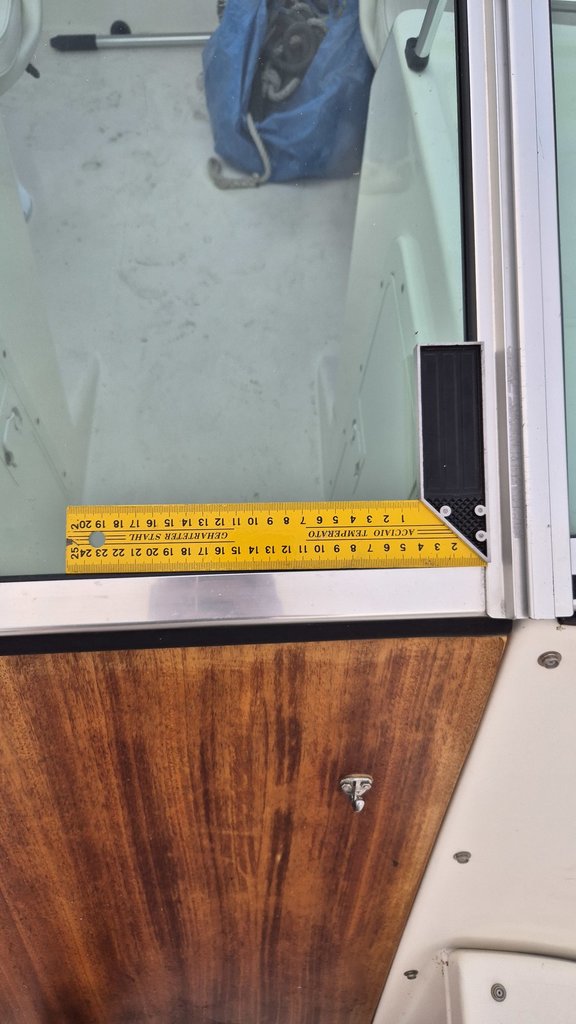 2 3 4 5 6 7 8 9 10 11 12 13 14 15 16 17 18 19 20 21 22 23 24 25
ACCIAIO TEMPERATO GEHARTETER STAHL
1 2 3 4 5 6 7 8 9 10 11 12 13 14 15 16 17 18 19 20